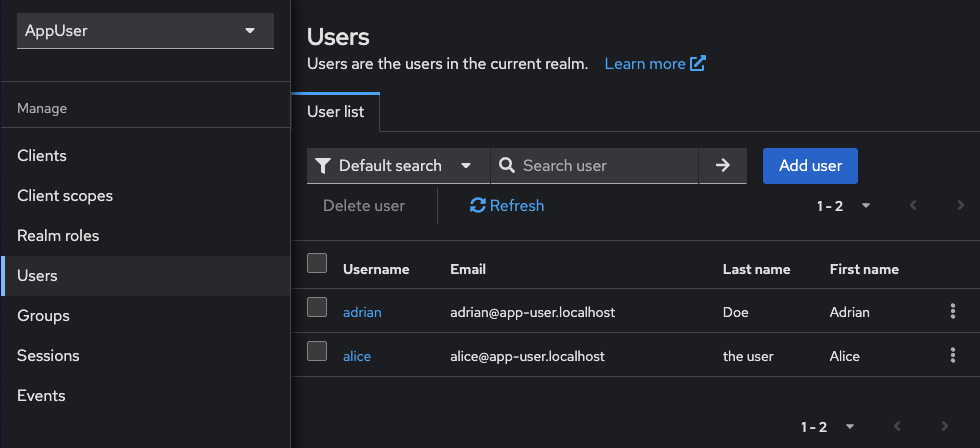 AppUser
Manage
Clients
Client scopes
Realm roles
Users
Groups
Sessions
Events
Users
Users are the users in the current realm. Learn more
User list
Default search Search user Add user
Delete user Refresh 1 - 2
Username Email Last name First name
adrian adrian@app-user.localhost Doe Adrian
alice alice@app-user.localhost the user Alice
1 - 2